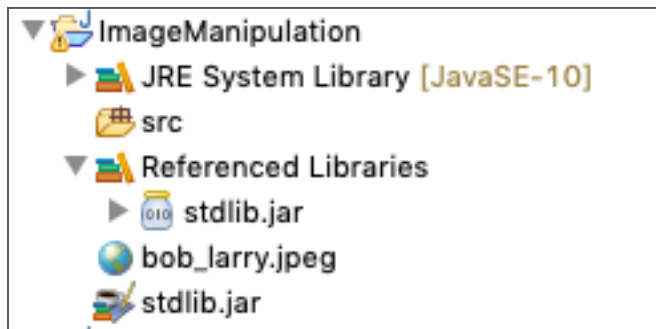 ImageManipulation
JRE System Library [JavaSE-10]
src
Referenced Libraries
stdlib.jar
bob_larry.jpeg
stdlib.jar